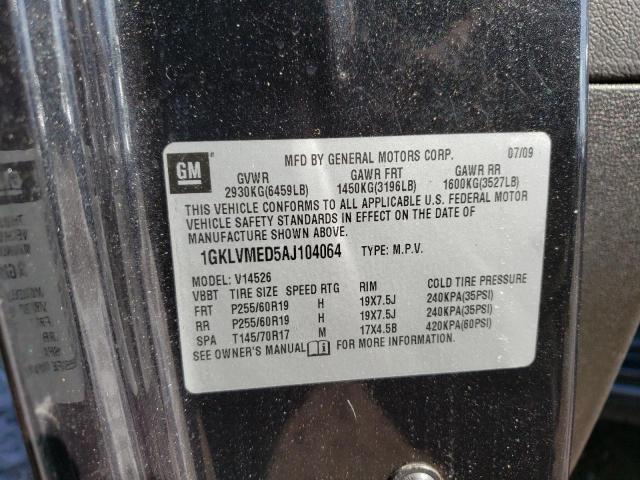 GM
MFD BY GENERAL MOTORS CORP. 07/09
GVWR GAWR FRT GAWR RR
2930KG(6459LB) 1450KG(3196LB) 1600KG(3527LB)
THIS VEHICLE CONFORMS TO ALL APPLICABLE U.S. FEDERAL MOTOR
VEHICLE SAFETY STANDARDS IN EFFECT ON THE DATE OF
MANUFACTURE SHOWN ABOVE.
1GKLVMED5AJ104064 TYPE: M.P.V.
MODEL: V14526
VBBT TIRE SIZE SPEED RTG RIM COLD TIRE PRESSURE
FRT P255/60R19 H 19X7.5J 240KPA(35PSI)
RR P255/60R19 H 19X7.5J 240KPA(35PSI)
SPA T145/70R17 M 17X4.5B 420KPA(60PSI)
SEE OWNER'S MANUAL FOR MORE INFORMATION.